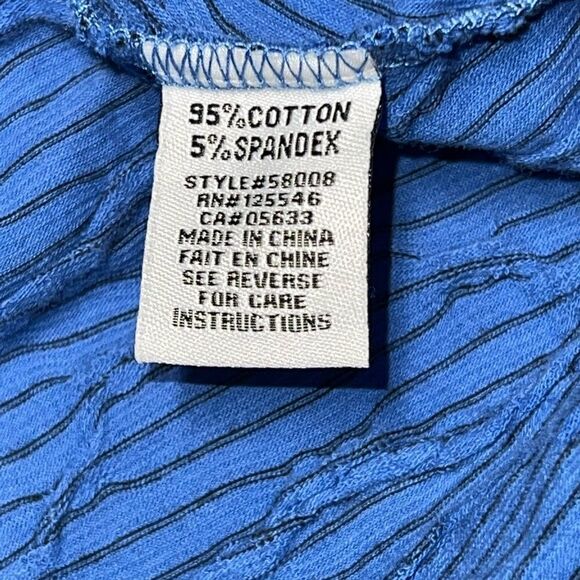 95%COTTON
5%SPANDEX
STYLE#58008
RN#125546
CA#05633
MADE IN CHINA
FAIT EN CHINE
SEE REVERSE
FOR CARE
INSTRUCTIONS